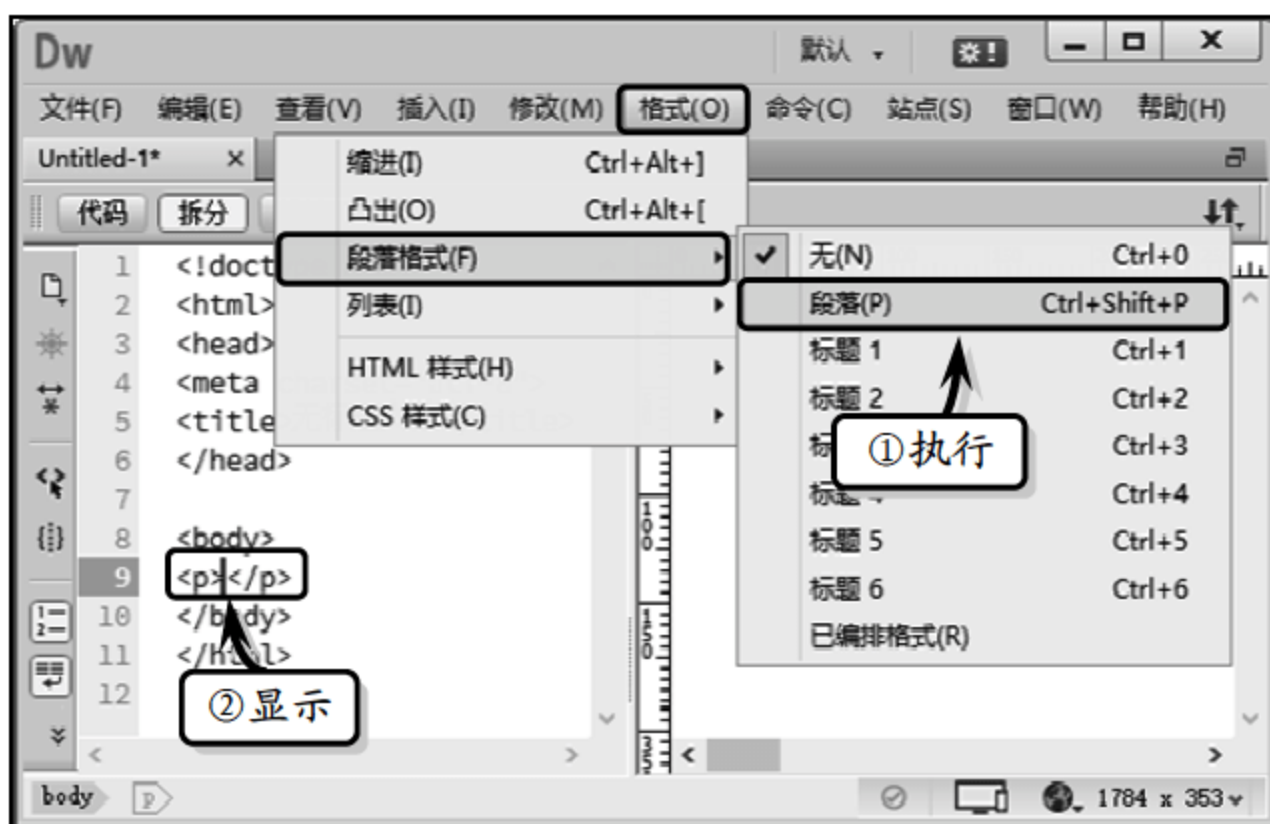 Dw
默认
文件(F) 编辑(E) 查看(V) 插入(I) 修改(M) 格式(O) 命令(C) 站点(S) 窗口(W) 帮助(H)
Untitled-1* ×
代码 拆分
缩进(I) Ctrl+Alt+]
凸出(O) Ctrl+Alt+[
段落格式(F)
列表(I)
HTML 样式(H)
CSS 样式(C)
无(N) Ctrl+0
段落(P) Ctrl+Shift+P
标题 1 Ctrl+1
标题 2 Ctrl+2
标 Ctrl+3
标题 4 Ctrl+4
标题 5 Ctrl+5
标题 6 Ctrl+6
已编排格式(R)
①执行
1 <!doct
2 <html>
3 <head>
4 <meta
5 <title
6 </head>
7
8 <body>
9 <p></p>
10 </body>
11 </html>
12
②显示
100
150
body p
1784 x 353